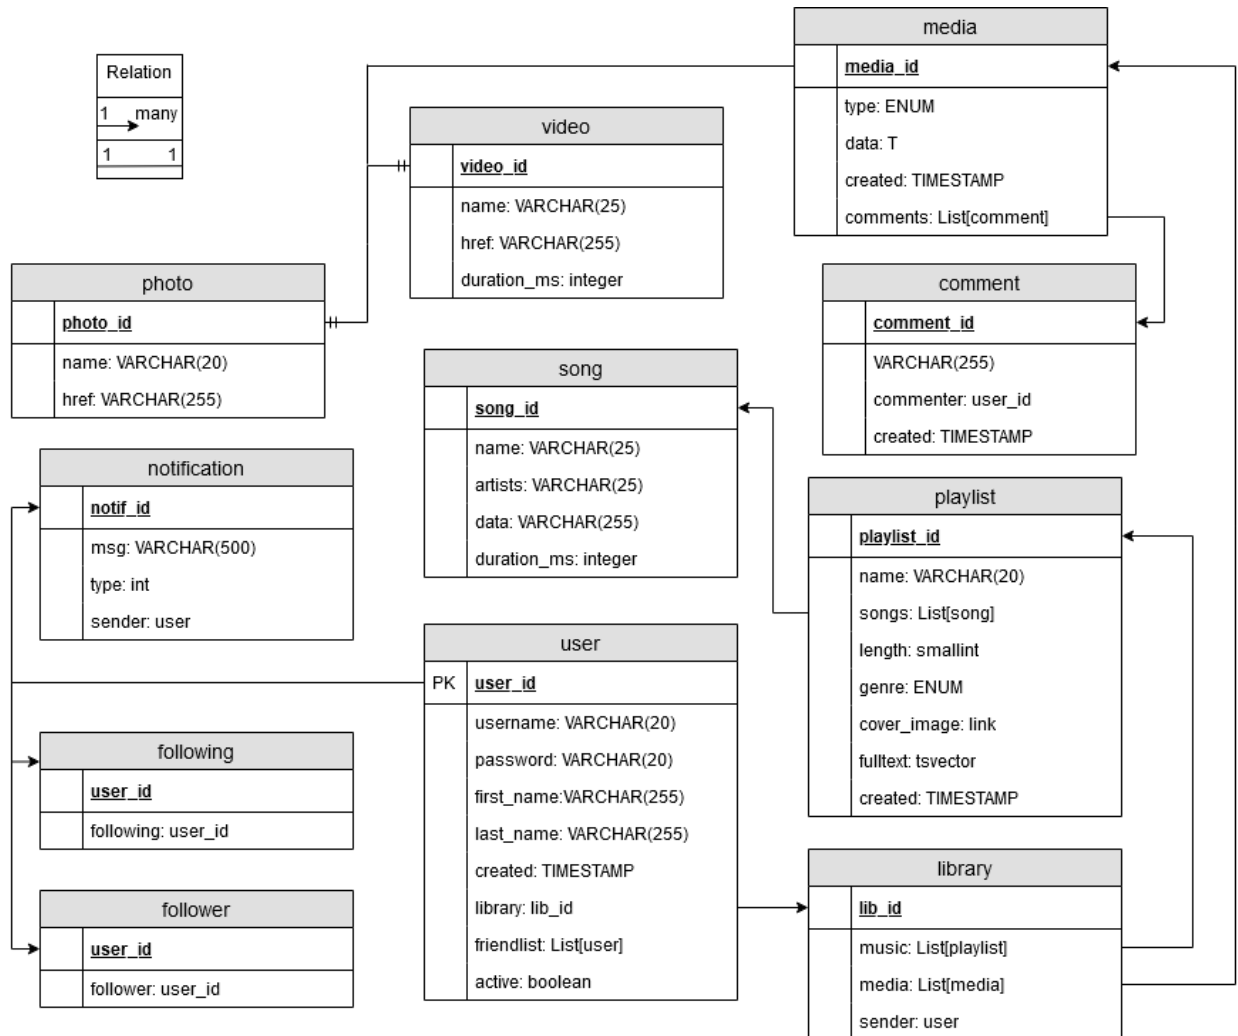 Relation
1 many
1 1
media
media_id
type: ENUM
data: T
created: TIMESTAMP
comments: List[comment]
video
video_id
name: VARCHAR(25)
href: VARCHAR(255)
duration_ms: integer
photo
photo_id
name: VARCHAR(20)
href: VARCHAR(255)
comment
comment_id
VARCHAR(255)
commenter: user_id
created: TIMESTAMP
song
song_id
name: VARCHAR(25)
artists: VARCHAR(25)
data: VARCHAR(255)
duration_ms: integer
notification
notif_id
msg: VARCHAR(500)
type: int
sender: user
playlist
playlist_id
name: VARCHAR(20)
songs: List[song]
length: smallint
genre: ENUM
cover_image: link
fulltext: tsvector
created: TIMESTAMP
user
PK user_id
username: VARCHAR(20)
password: VARCHAR(20)
first_name:VARCHAR(255)
last_name: VARCHAR(255)
created: TIMESTAMP
library: lib_id
friendlist: List[user]
active: boolean
following
user_id
following: user_id
follower
user_id
follower: user_id
library
lib_id
music: List[playlist]
media: List[media]
sender: user